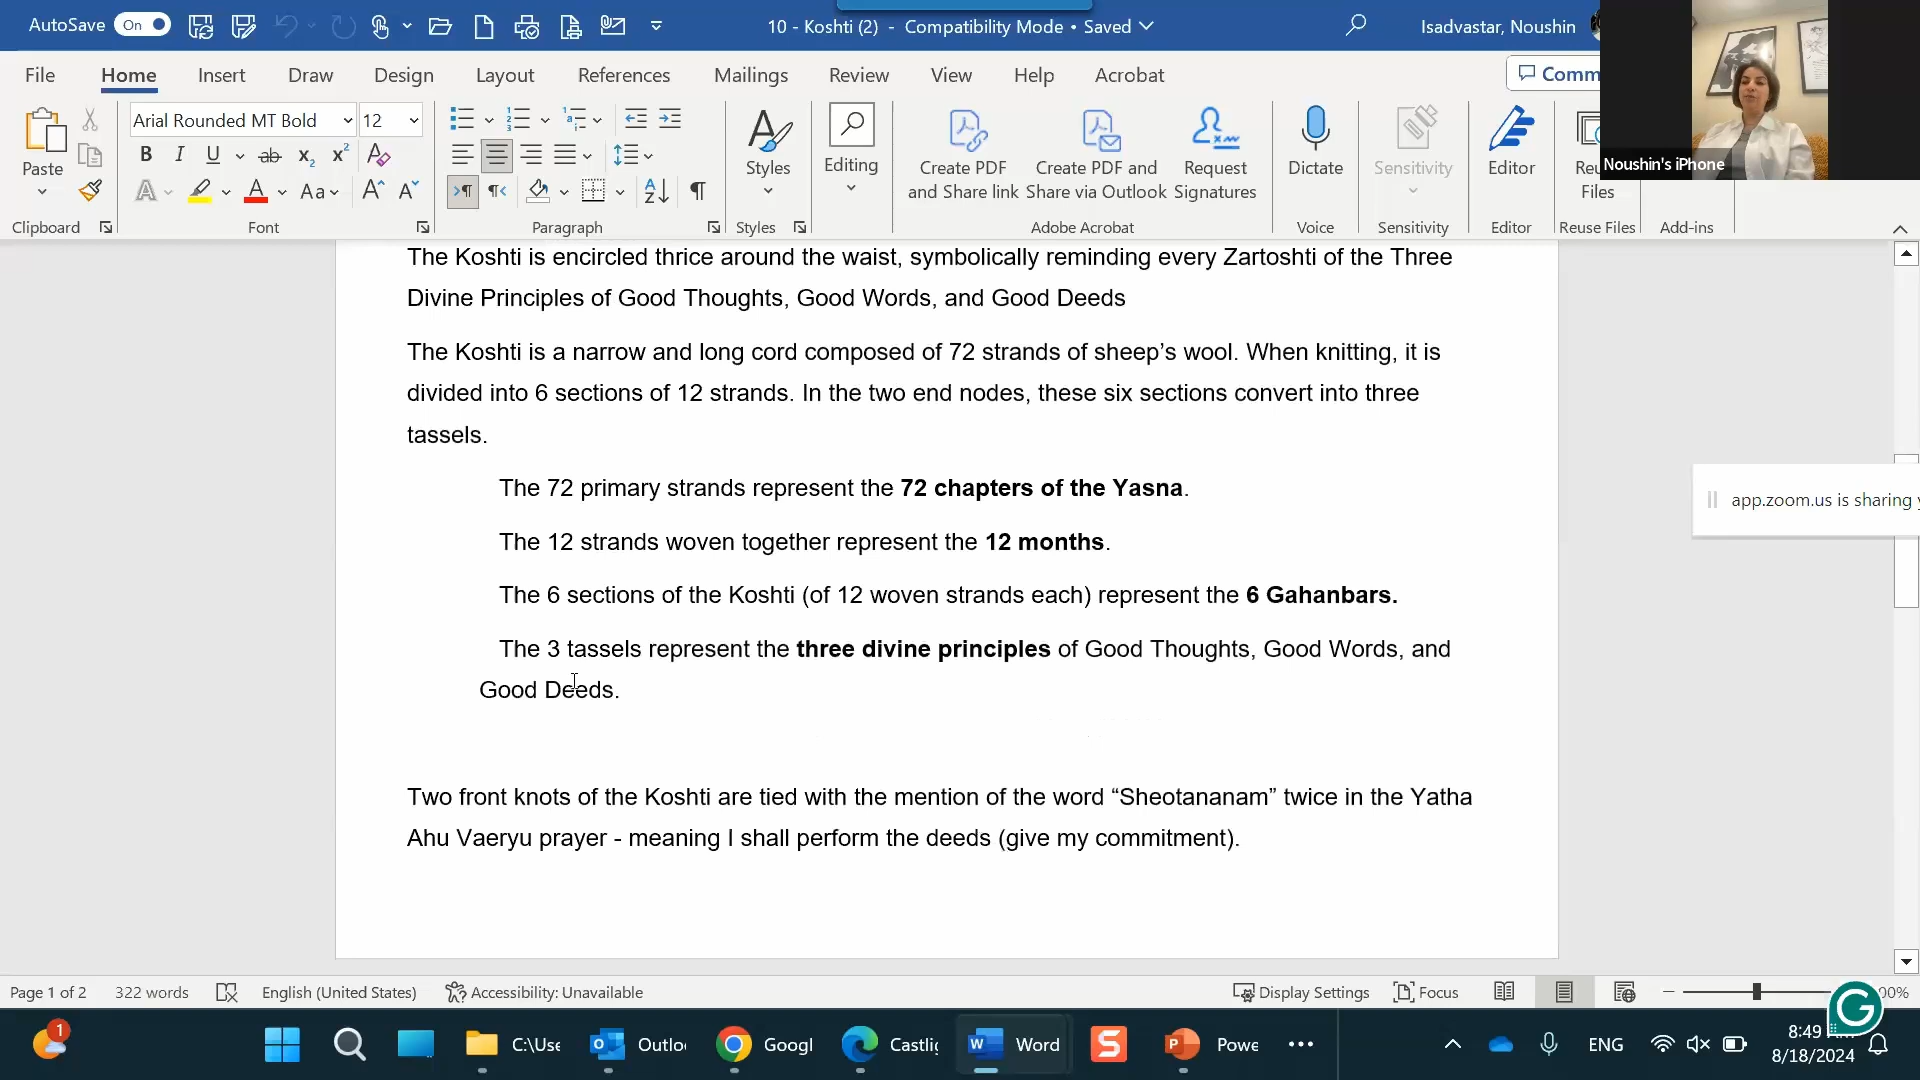 AutoSave On 10 - Koshti (2) - Compatibility Mode • Saved Isadvastar, Noushin
File Home Insert Draw Design Layout References Mailings Review View Help Acrobat Comm
Noushin's iPhone
Arial Rounded MT Bold 12
Paste
Styles
Editing
Create PDF and Share link
Create PDF and Share via Outlook
Request Signatures
Dictate
Sensitivity
Editor
Files
Clipboard Font Paragraph Styles Adobe Acrobat Voice Sensitivity Editor Reuse Files Add-ins
The Koshti is encircled thrice around the waist, symbolically reminding every Zartoshti of the Three
Divine Principles of Good Thoughts, Good Words, and Good Deeds
The Koshti is a narrow and long cord composed of 72 strands of sheep’s wool. When knitting, it is
divided into 6 sections of 12 strands. In the two end nodes, these six sections convert into three
tassels.
The 72 primary strands represent the 72 chapters of the Yasna.
app.zoom.us is sharing
The 12 strands woven together represent the 12 months.
The 6 sections of the Koshti (of 12 woven strands each) represent the 6 Gahanbars.
The 3 tassels represent the three divine principles of Good Thoughts, Good Words, and
Good Deeds.
Two front knots of the Koshti are tied with the mention of the word “Sheotananam” twice in the Yatha
Ahu Vaeryu prayer - meaning I shall perform the deeds (give my commitment).
Page 1 of 2 322 words English (United States) Accessibility: Unavailable Display Settings Focus
1 C:\Use Outlo Googl Castlig Word Powe ENG 8:49
8/18/2024